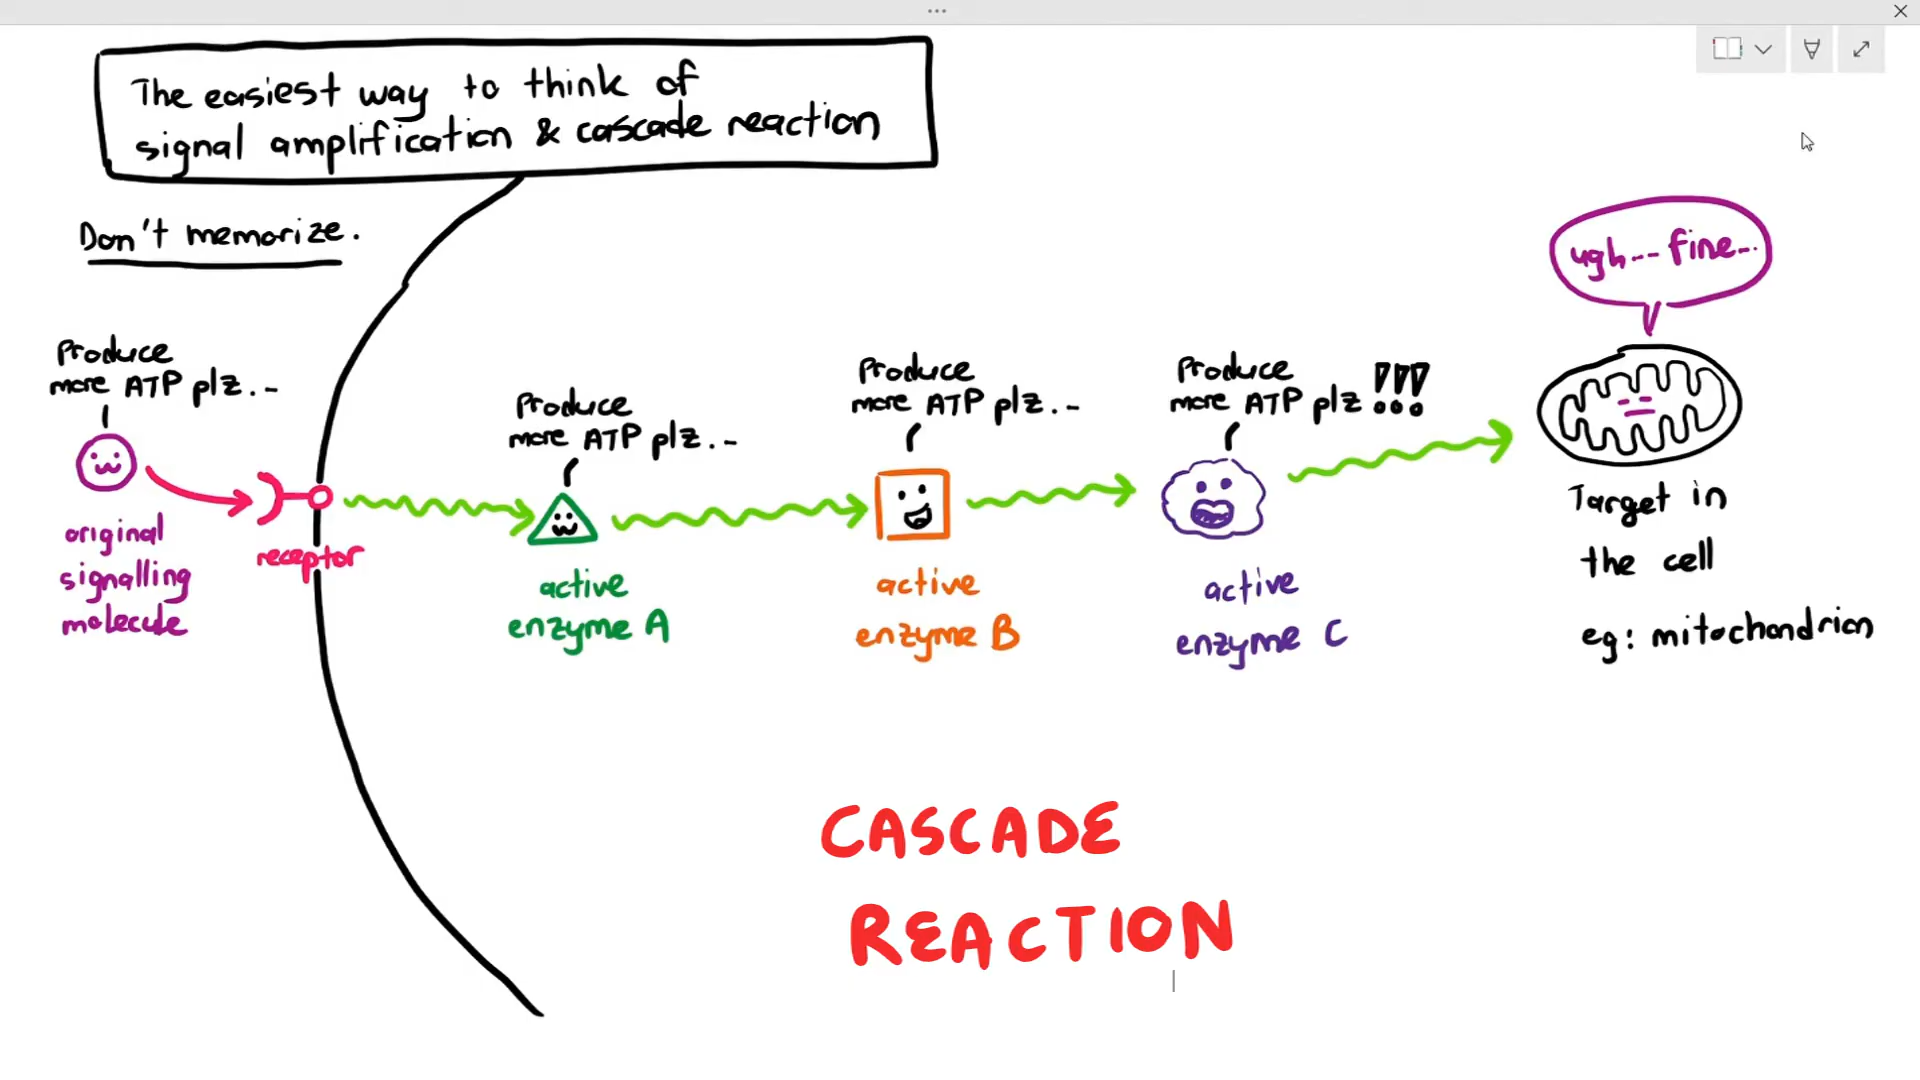 The easiest way to think of
signal amplification & cascade reaction
Don't memorize.
Produce
more ATP plz...
original
signalling
molecule
receptor
Produce
more ATP plz...
active
enzyme A
Produce
more ATP plz...
active
enzyme B
Produce
more ATP plz!!!
active
enzyme C
ugh... fine...
Target in
the cell
eg: mitochondrion
CASCADE
REACTION